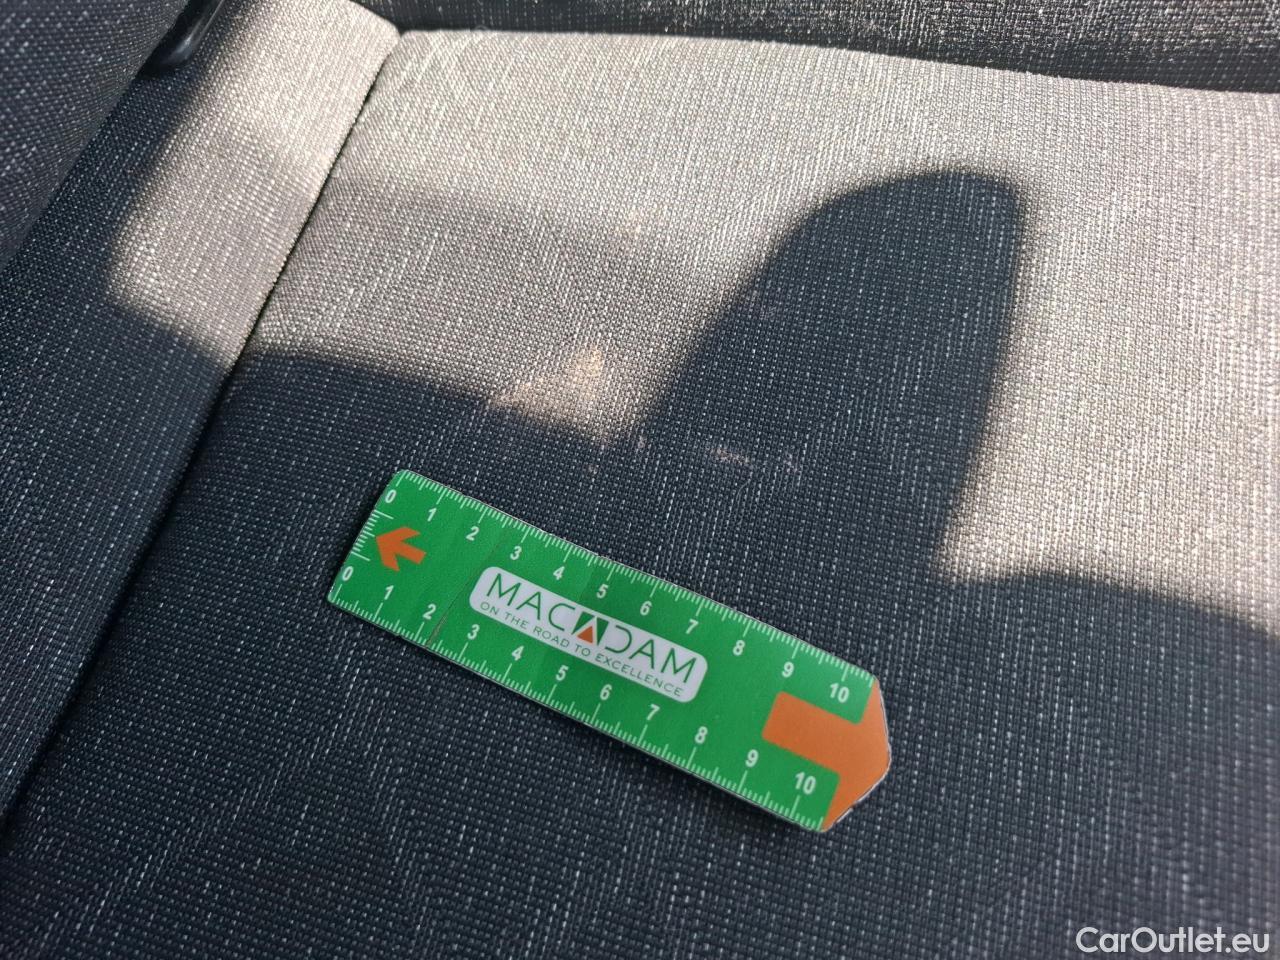 0 1 2 3 4 5 6 7 8 9 10
MACADAM
ON THE ROAD TO EXCELLENCE
0 1 2 3 4 5 6 7 8 9 10
CarOutlet.eu